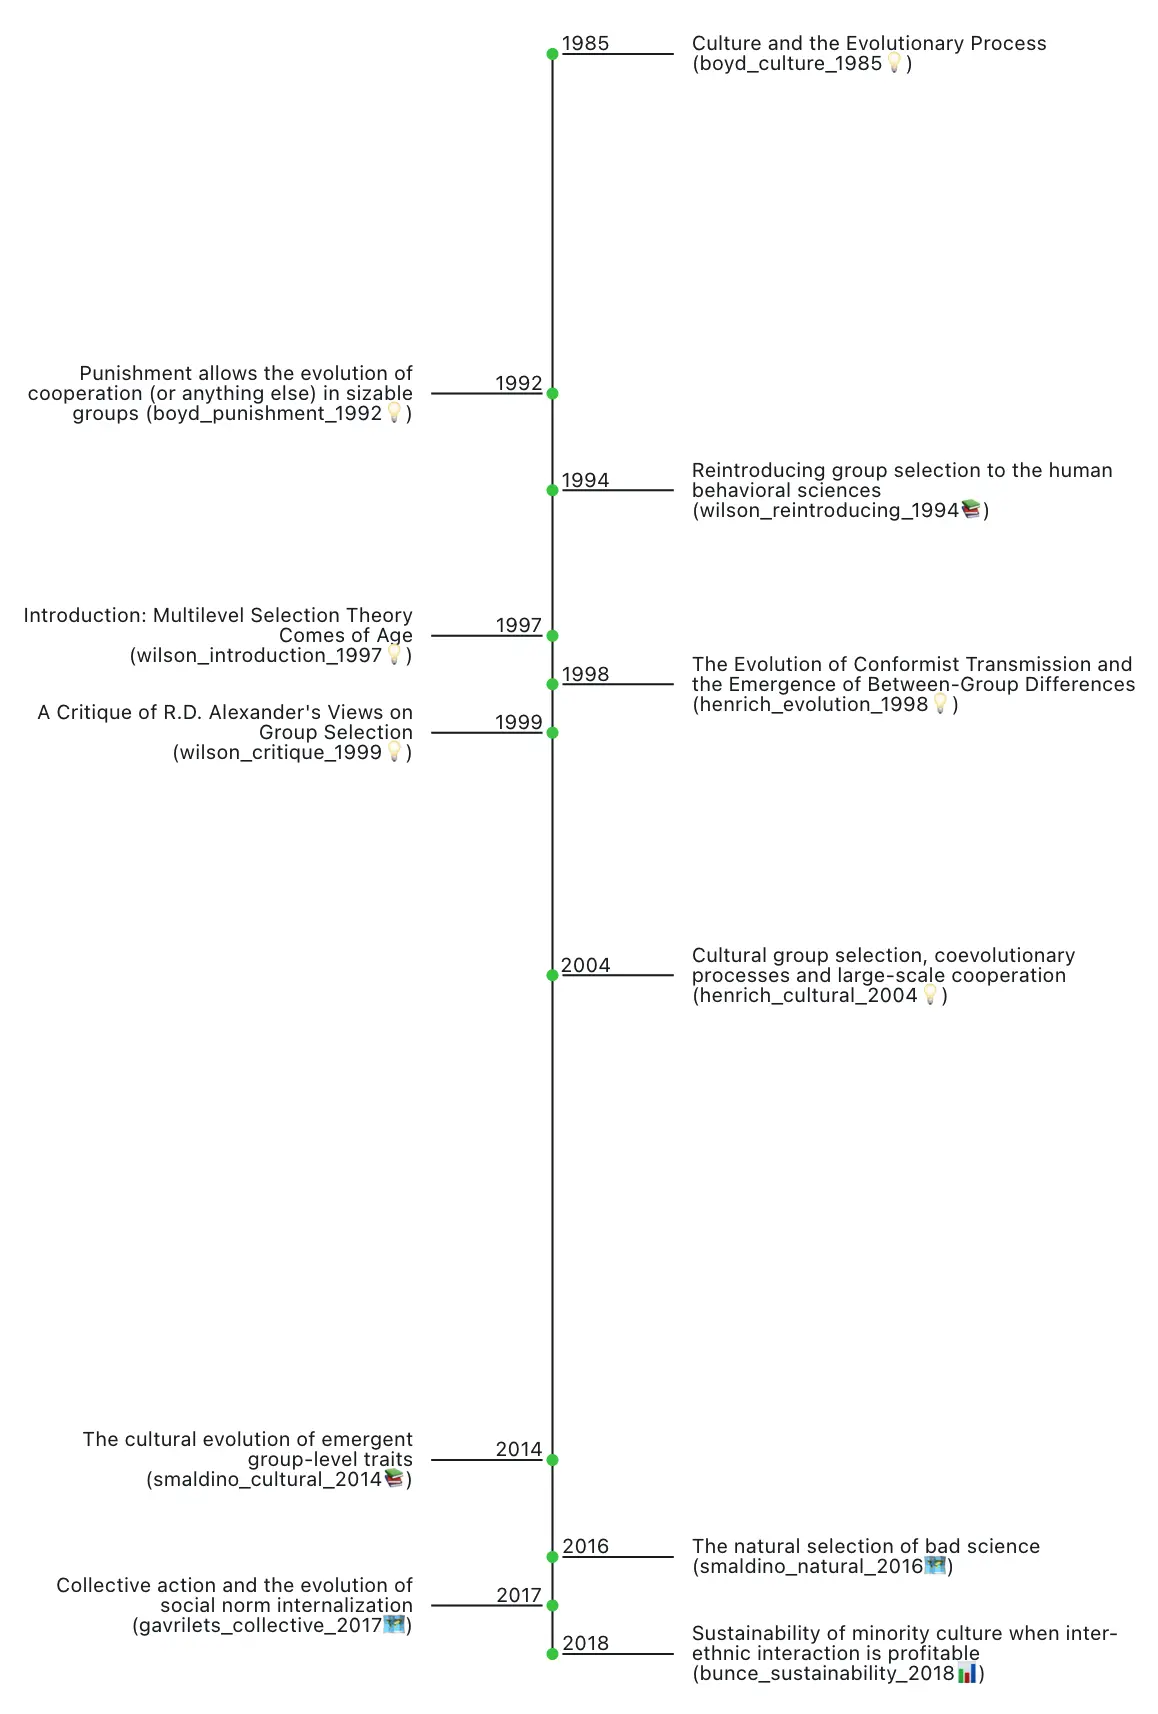 1985
Culture and the Evolutionary Process
(boyd_culture_1985💡)
Punishment allows the evolution of
cooperation (or anything else) in sizable
groups (boyd_punishment_1992💡)
1992
1994
Reintroducing group selection to the human
behavioral sciences
(wilson_reintroducing_1994📚)
Introduction: Multilevel Selection Theory
Comes of Age
(wilson_introduction_1997💡)
1997
1998
The Evolution of Conformist Transmission and
the Emergence of Between-Group Differences
(henrich_evolution_1998💡)
A Critique of R.D. Alexander's Views on
Group Selection
(wilson_critique_1999💡)
1999
2004
Cultural group selection, coevolutionary
processes and large-scale cooperation
(henrich_cultural_2004💡)
The cultural evolution of emergent
group-level traits
(smaldino_cultural_2014📚)
2014
2016
The natural selection of bad science
(smaldino_natural_2016🗺️)
Collective action and the evolution of
social norm internalization
(gavrilets_collective_2017🗺️)
2017
2018
Sustainability of minority culture when inter-
ethnic interaction is profitable
(bunce_sustainability_2018📊)